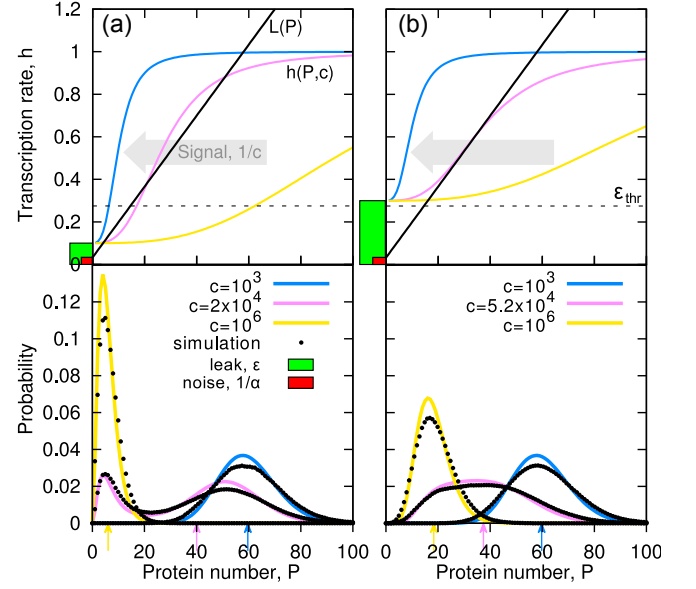 (a)
(b)
Transcription rate, h
1.2
1
0.8
0.6
0.4
0.2
0
L(P)
h(P,c)
Signal, 1/c
ε_thr
Probability
0.12
0.1
0.08
0.06
0.04
0.02
0
c=10^3
c=2x10^4
c=10^6
simulation
leak, ε
noise, 1/α
c=10^3
c=5.2x10^4
c=10^6
0 20 40 60 80 100
0 20 40 60 80 100
Protein number, P
Protein number, P